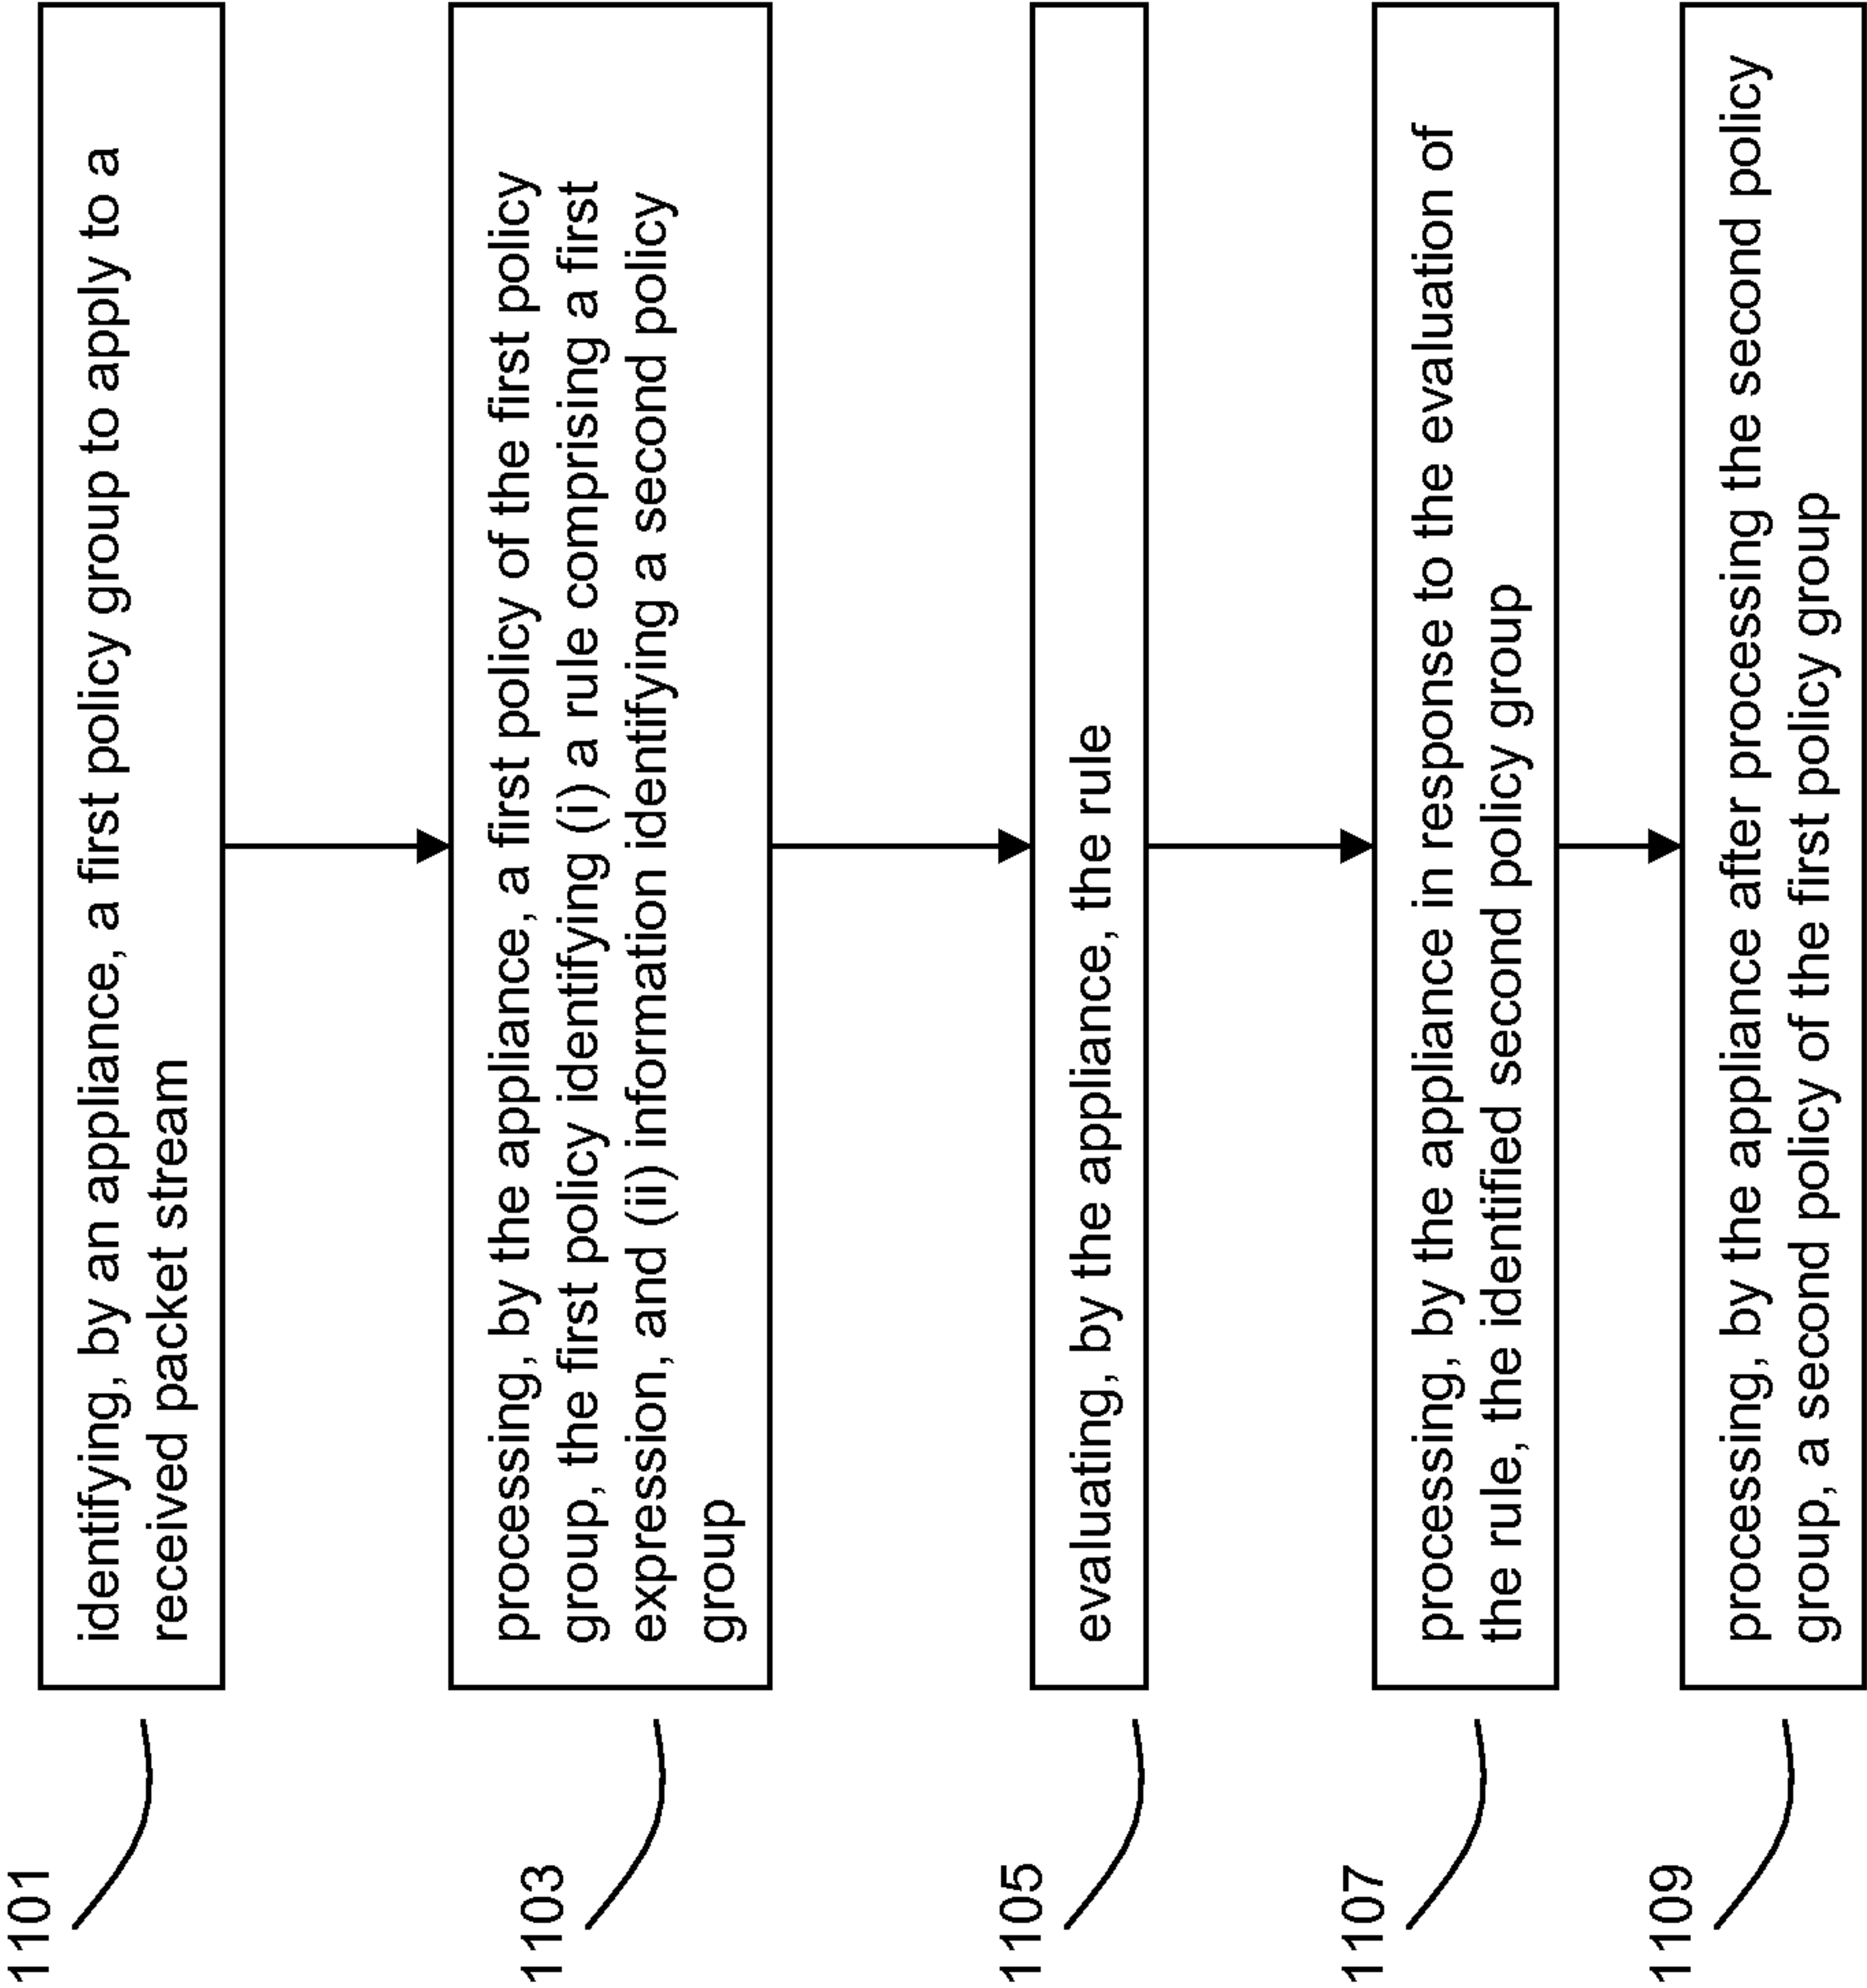 1101
identifying, by an appliance, a first policy group to apply to a
received packet stream
1103
processing, by the appliance, a first policy of the first policy
group, the first policy identifying (i) a rule comprising a first
expression, and (ii) information identifying a second policy
group
1105
evaluating, by the appliance, the rule
1107
processing, by the appliance in response to the evaluation of
the rule, the identified second policy group
1109
processing, by the appliance after processing the second policy
group, a second policy of the first policy group